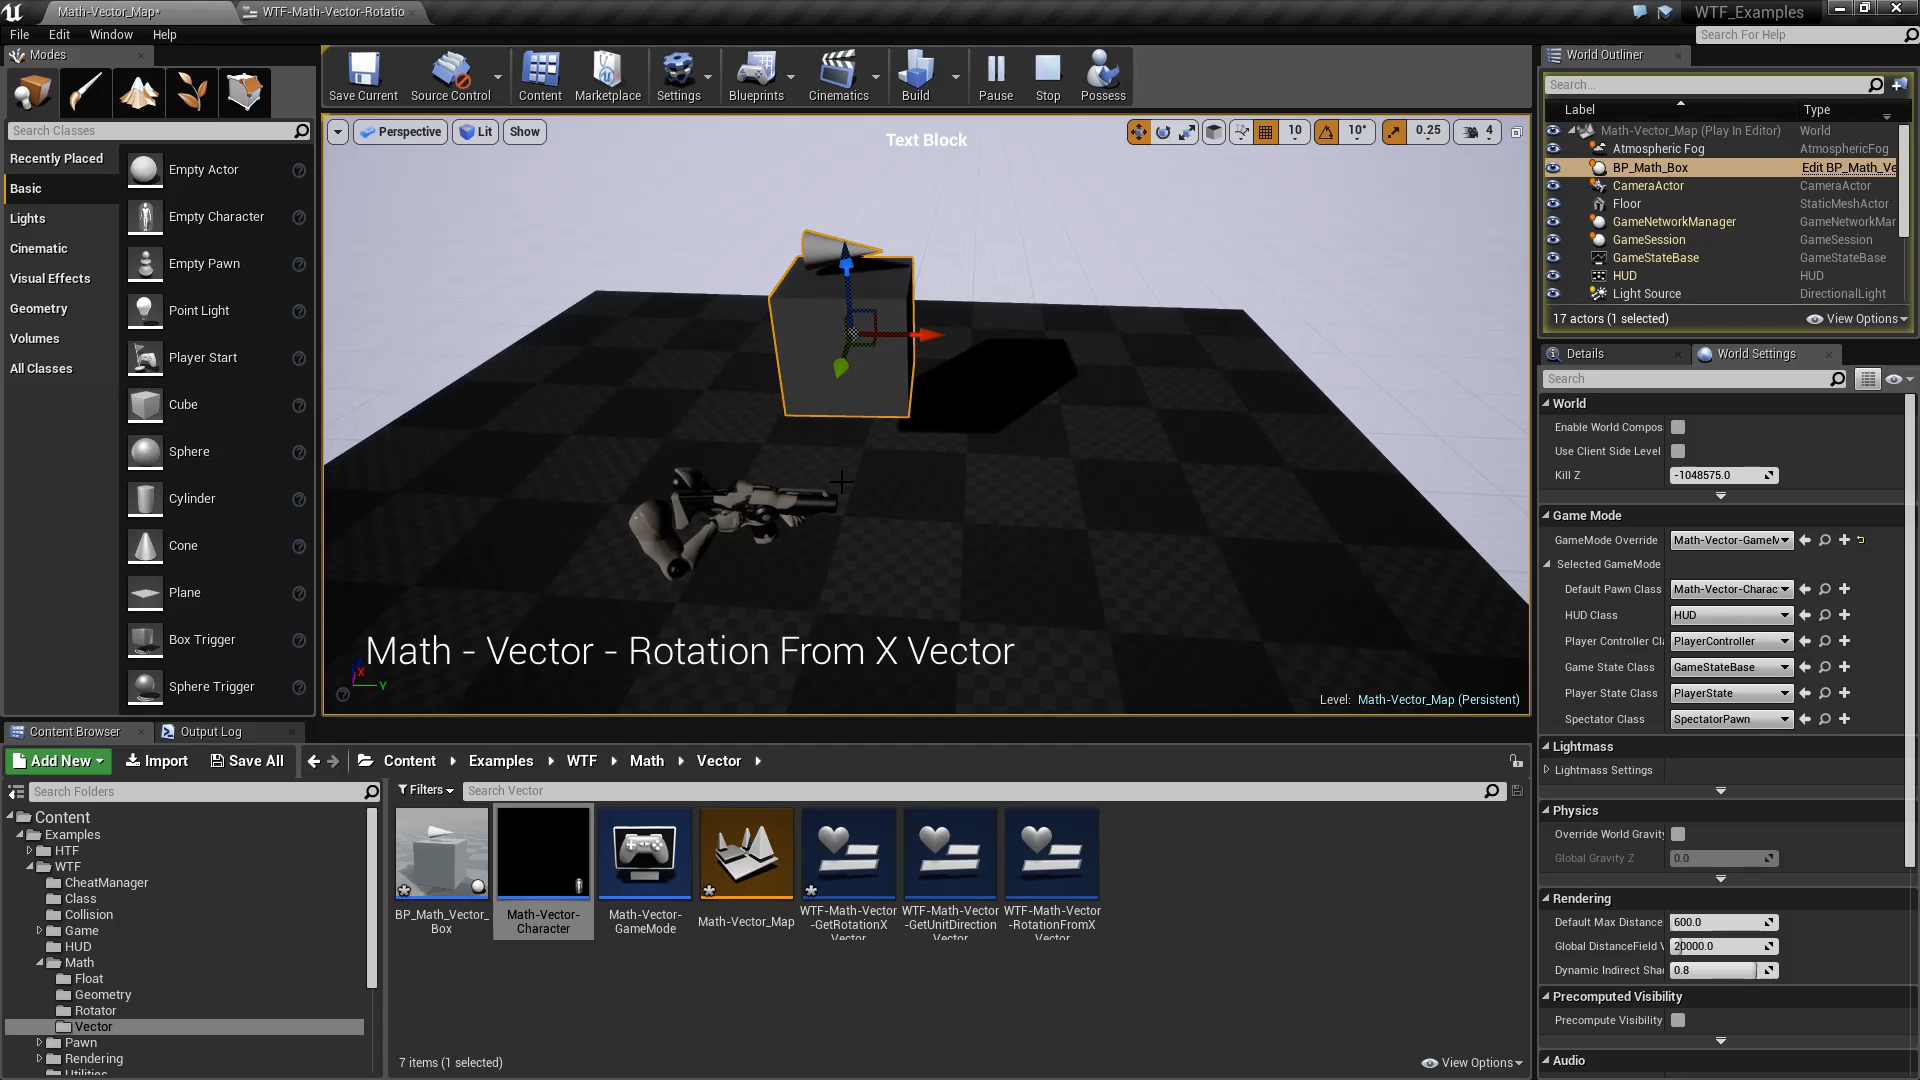 Math-Vector_Map*
WTF-Math-Vector-Rotatio
WTF_Examples
File Edit Window Help
Search For Help
Modes
Save Current
Source Control
Content
Marketplace
Settings
Blueprints
Cinematics
Build
Pause
Stop
Possess
Search Classes
Recently Placed
Basic
Lights
Cinematic
Visual Effects
Geometry
Volumes
All Classes
Empty Actor
Empty Character
Empty Pawn
Point Light
Player Start
Cube
Sphere
Cylinder
Cone
Plane
Box Trigger
Sphere Trigger
Perspective Lit Show
Text Block
10 10° 0.25 4
Math - Vector - Rotation From X Vector
X
Y
Level: Math-Vector_Map (Persistent)
World Outliner
Search...
Label Type
Math-Vector_Map (Play In Editor) World
Atmospheric Fog AtmosphericFog
BP_Math_Box Edit BP_Math_Ve
CameraActor CameraActor
Floor StaticMeshActor
GameNetworkManager GameNetworkMar
GameSession GameSession
GameStateBase GameStateBase
HUD HUD
Light Source DirectionalLight
17 actors (1 selected) View Options
Details World Settings
Search
World
Enable World Compos
Use Client Side Level
Kill Z -1048575.0
Game Mode
GameMode Override Math-Vector-GameM
Selected GameMode
Default Pawn Class Math-Vector-Charac
HUD Class HUD
Player Controller Cla PlayerController
Game State Class GameStateBase
Player State Class PlayerState
Spectator Class SpectatorPawn
Lightmass
Lightmass Settings
Physics
Override World Gravity
Global Gravity Z 0.0
Rendering
Default Max Distance 600.0
Global DistanceField V 20000.0
Dynamic Indirect Sha 0.8
Precomputed Visibility
Precompute Visibility
Audio
Content Browser Output Log
Add New Import Save All Content Examples WTF Math Vector
Search Folders
Filters Search Vector
Content
Examples
HTF
WTF
CheatManager
Class
Collision
Game
HUD
Math
Float
Geometry
Rotator
Vector
Pawn
Rendering
Utilities
BP_Math_Vector_
Box
Math-Vector-
Character
Math-Vector-
GameMode
Math-Vector_Map
WTF-Math-Vector
-GetRotationX
Vector
WTF-Math-Vector
-GetUnitDirection
Vector
WTF-Math-Vector
-RotationFromX
Vector
7 items (1 selected)
View Options